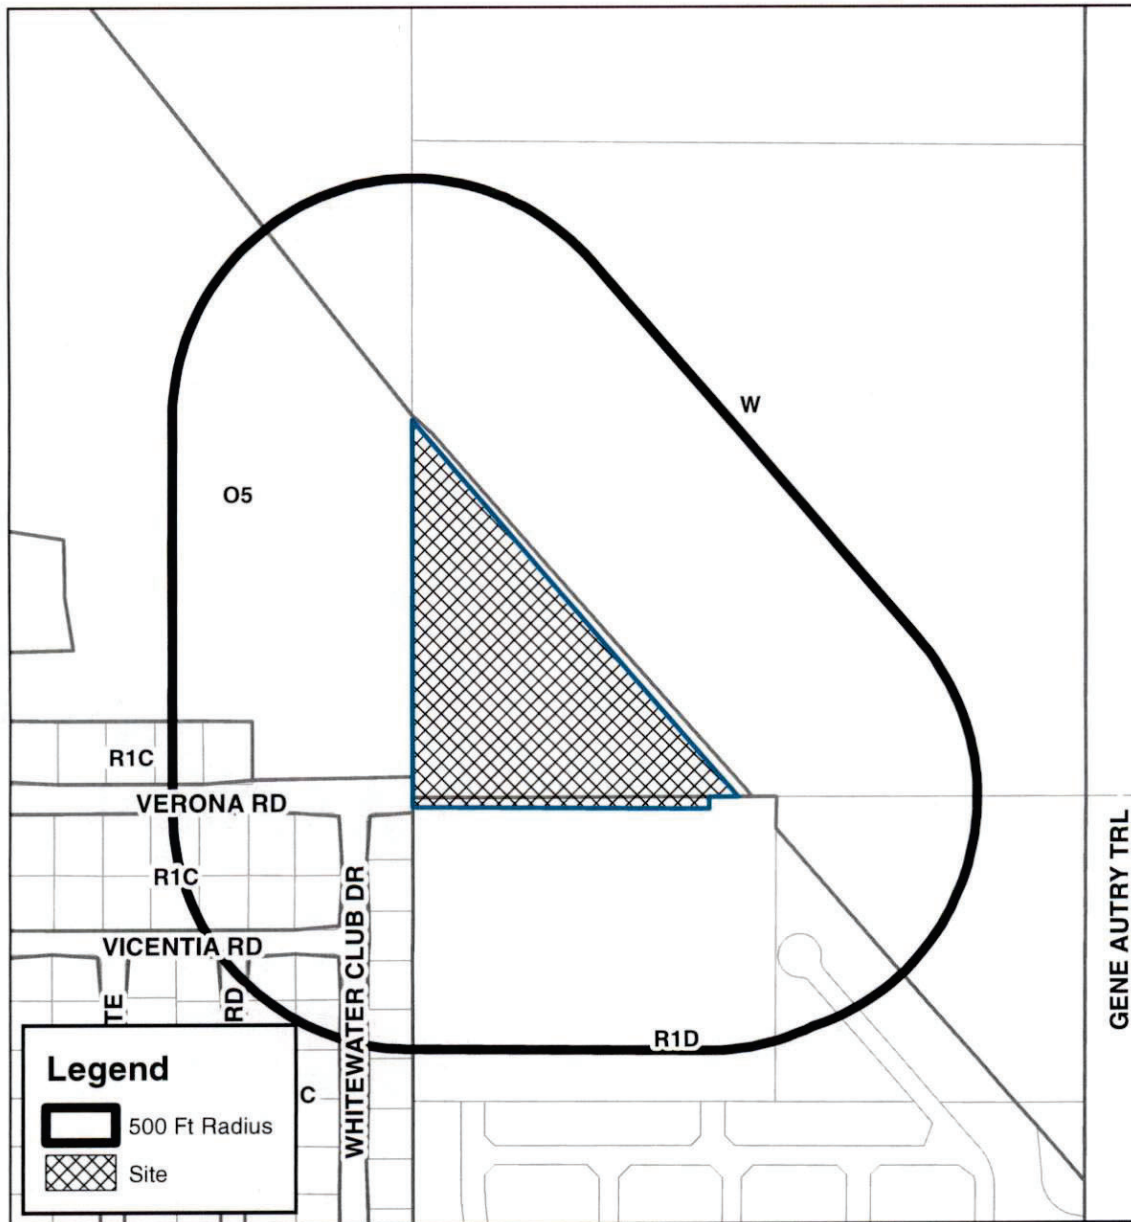 W
O5
R1C
VERONA RD
R1C
VICENTIA RD
WHITEWATER CLUB DR
GENE AUTRY TRL
TE
RD
R1D
C
Legend
500 Ft Radius
Site